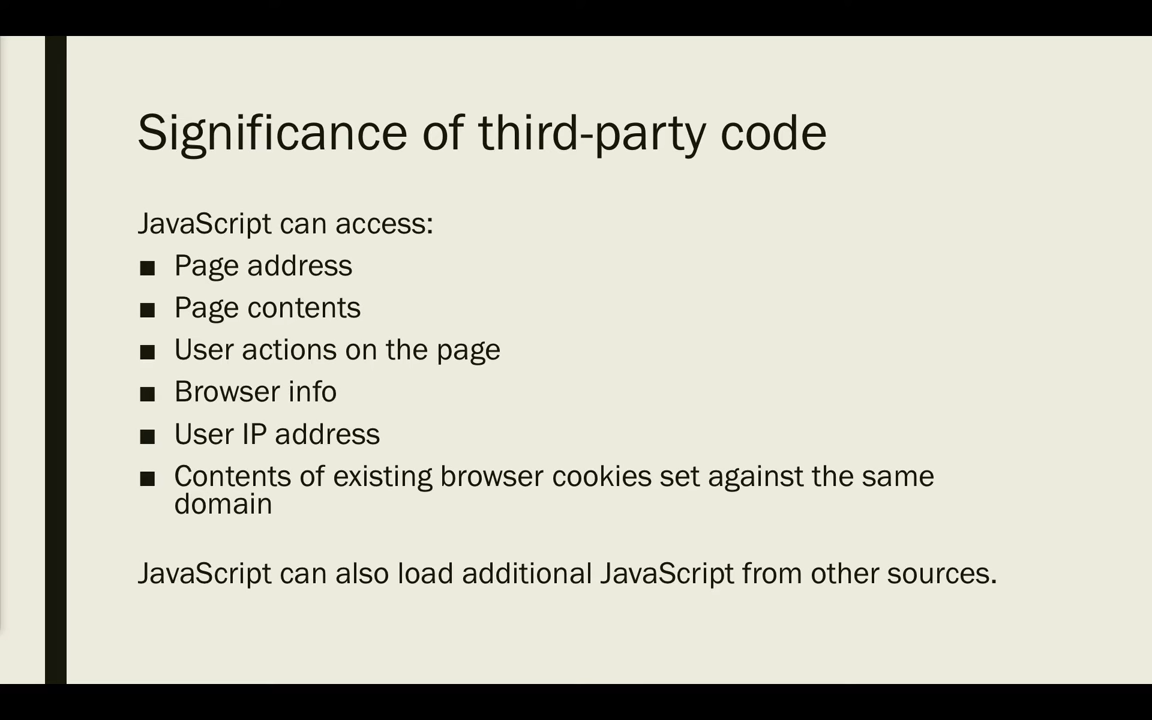 Significance of third-party code
JavaScript can access:
■ Page address
■ Page contents
■ User actions on the page
■ Browser info
■ User IP address
■ Contents of existing browser cookies set against the same
domain
JavaScript can also load additional JavaScript from other sources.